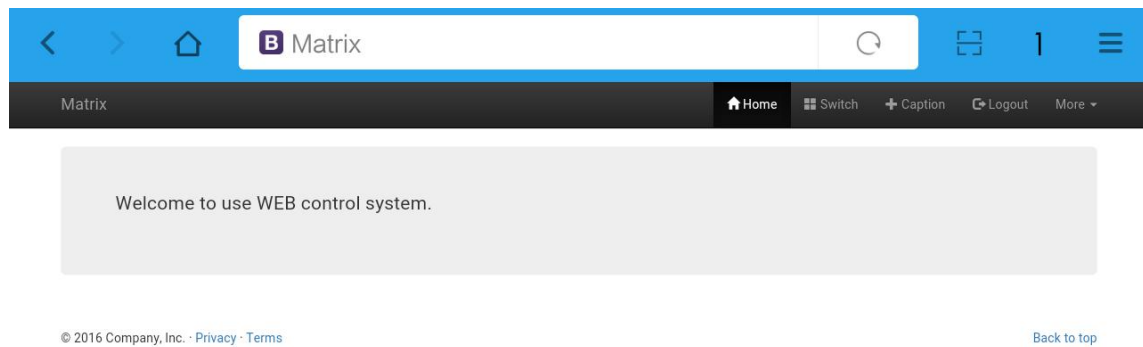 B Matrix 1
Matrix Home Switch Caption Logout More
Welcome to use WEB control system.
© 2016 Company, Inc. · Privacy · Terms Back to top